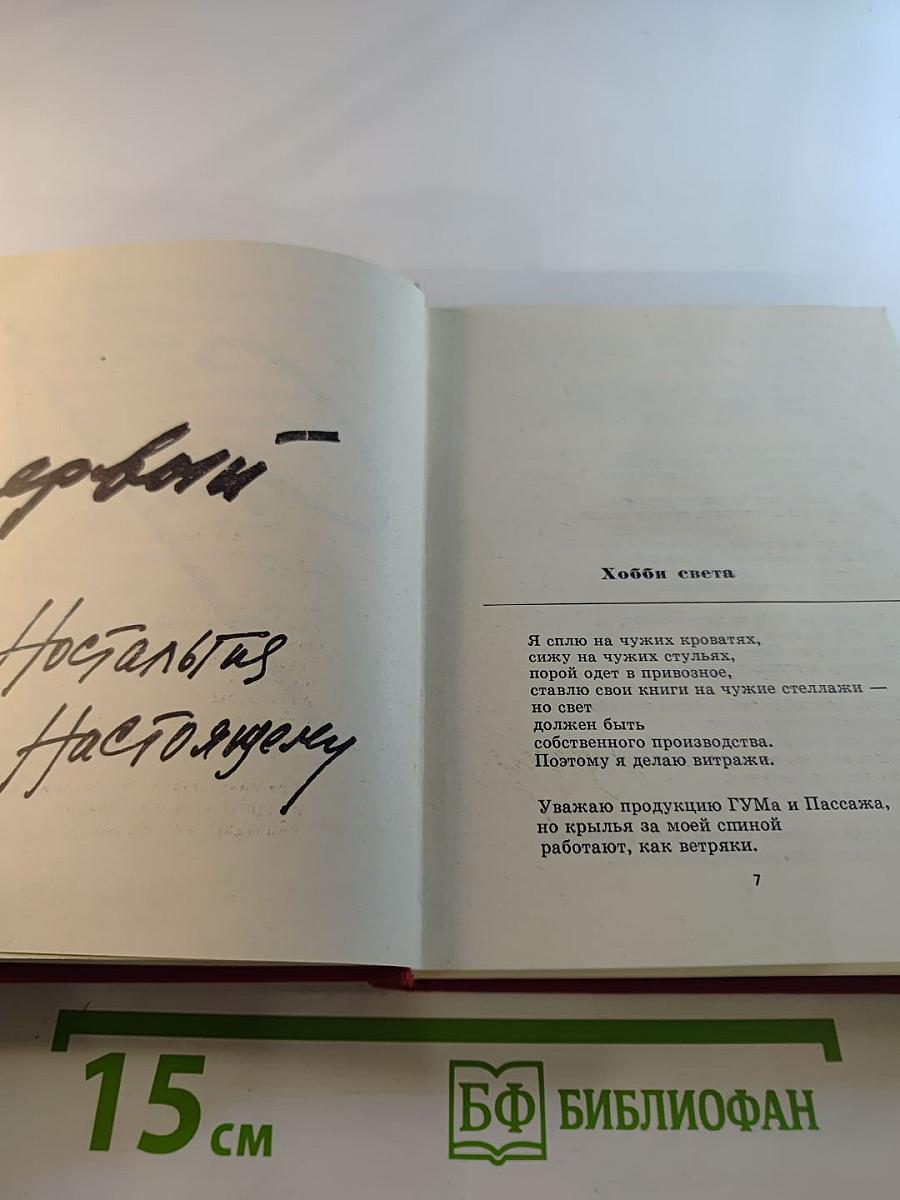 ервый
Ностальгия
Настоящему
Хобби света
Я сплю на чужих кроватях,
сижу на чужих стульях,
порой одет в привозное,
ставлю свои книги на чужие стеллажи —
но свет
должен быть
собственного производства.
Поэтому я делаю витражи.
Уважаю продукцию ГУМа и Пассажа,
но крылья за моей спиной
работают, как ветряки.
7
15 см
БФ БИБЛИОФАН